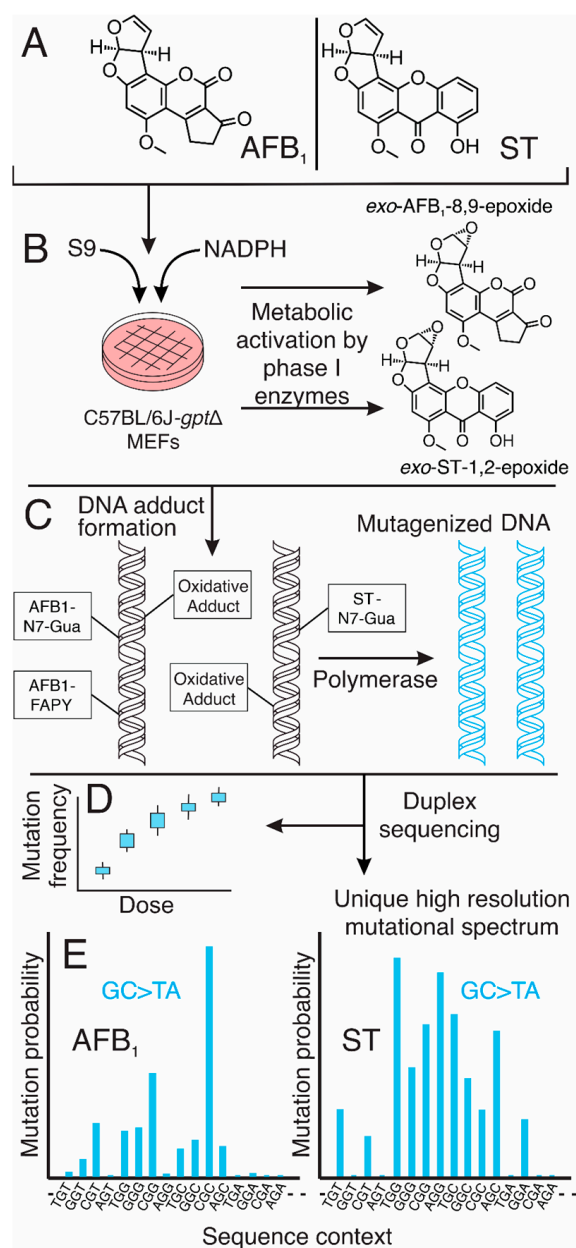 A
O
H
H
O
O
O
O
O
AFB1
O
H
H
O
O
O
O
OH
ST
exo-AFB1-8,9-epoxide
B
S9
NADPH
O
O
H
H
O
O
O
O
O
Metabolic
activation by
phase I
enzymes
C57BL/6J-gptΔ
MEFs
O
O
H
H
O
O
O
O
OH
exo-ST-1,2-epoxide
C
DNA adduct
formation
Mutagenized DNA
AFB1-
N7-Gua
Oxidative
Adduct
ST-
N7-Gua
AFB1-
FAPY
Oxidative
Adduct
Polymerase
D
Mutation
frequency
Dose
Duplex
sequencing
Unique high resolution
mutational spectrum
E
Mutation probability
GC>TA
AFB1
TGT GGT CGT AGT TGG GGG CGG AGG TGC GGC CGC AGC TGA GGA CGA AGA
Mutation probability
GC>TA
ST
TGT GGT CGT AGT TGG GGG CGG AGG TGC GGC CGC AGC TGA GGA CGA AGA
Sequence context